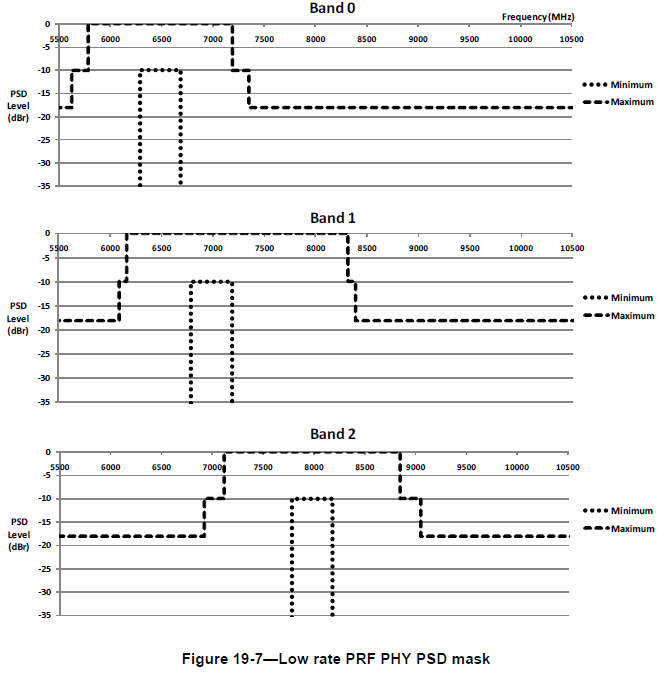 Band 0
Frequency (MHz)
0
5500 6000 6500 7000 7500 8000 8500 9000 9500 10000 10500
-5
-10
-15
-20
-25
-30
-35
PSD
Level
(dBr)
Minimum
Maximum
Band 1
0
5500 6000 6500 7000 7500 8000 8500 9000 9500 10000 10500
-5
-10
-15
-20
-25
-30
-35
PSD
Level
(dBr)
Minimum
Maximum
Band 2
0
5500 6000 6500 7000 7500 8000 8500 9000 9500 10000 10500
-5
-10
-15
-20
-25
-30
-35
PSD
Level
(dBr)
Minimum
Maximum
Figure 19-7—Low rate PRF PHY PSD mask